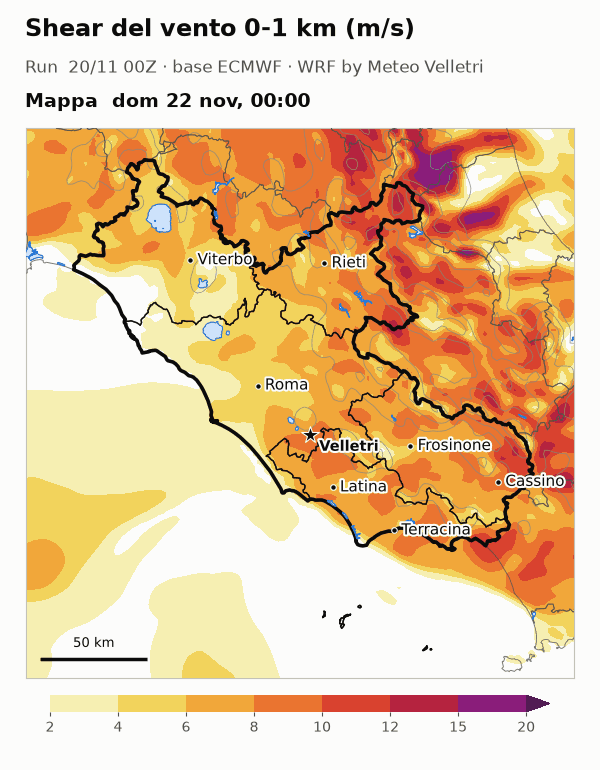 Shear del vento 0-1 km (m/s)
Run  20/11 00Z · base ECMWF · WRF by Meteo Velletri
Mappa  dom 22 nov, 00:00
Viterbo
Rieti
Roma
Velletri
Frosinone
Cassino
Latina
Terracina
50 km
2 4 6 8 10 12 15 20